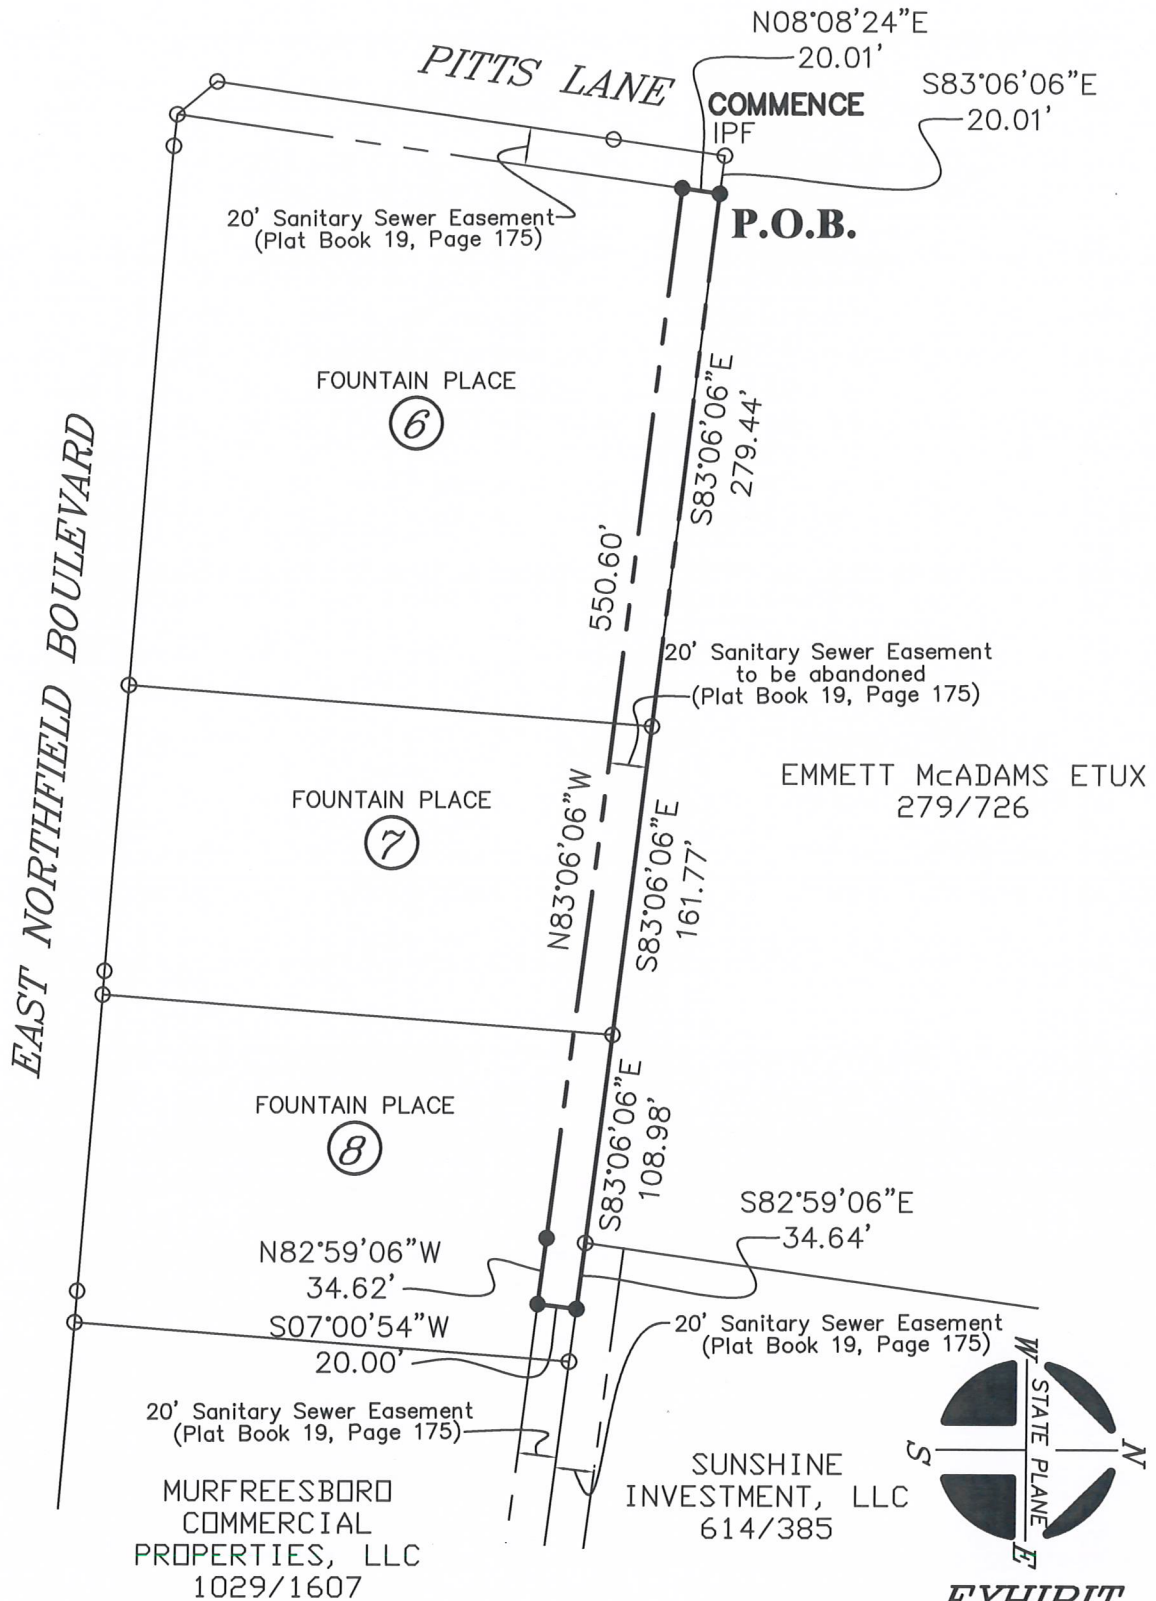 N08°08'24"E
20.01'
PITTS LANE
S83°06'06"E
20.01'
COMMENCE
IPF
20' Sanitary Sewer Easement
(Plat Book 19, Page 175)
P.O.B.
FOUNTAIN PLACE
6
S83°06'06"E
279.44'
EAST NORTHFIELD BOULEVARD
550.60'
N83°06'06"W
20' Sanitary Sewer Easement
to be abandoned
(Plat Book 19, Page 175)
EMMETT McADAMS ETUX
279/726
FOUNTAIN PLACE
7
S83°06'06"E
161.77'
FOUNTAIN PLACE
8
S83°06'06"E
108.98'
S82°59'06"E
34.64'
N82°59'06"W
34.62'
S07°00'54"W
20.00'
20' Sanitary Sewer Easement
(Plat Book 19, Page 175)
20' Sanitary Sewer Easement
(Plat Book 19, Page 175)
SUNSHINE
INVESTMENT, LLC
614/385
MURFREESBORO
COMMERCIAL
PROPERTIES, LLC
1029/1607
W
STATE PLANE
N
S
E
EXHIBIT